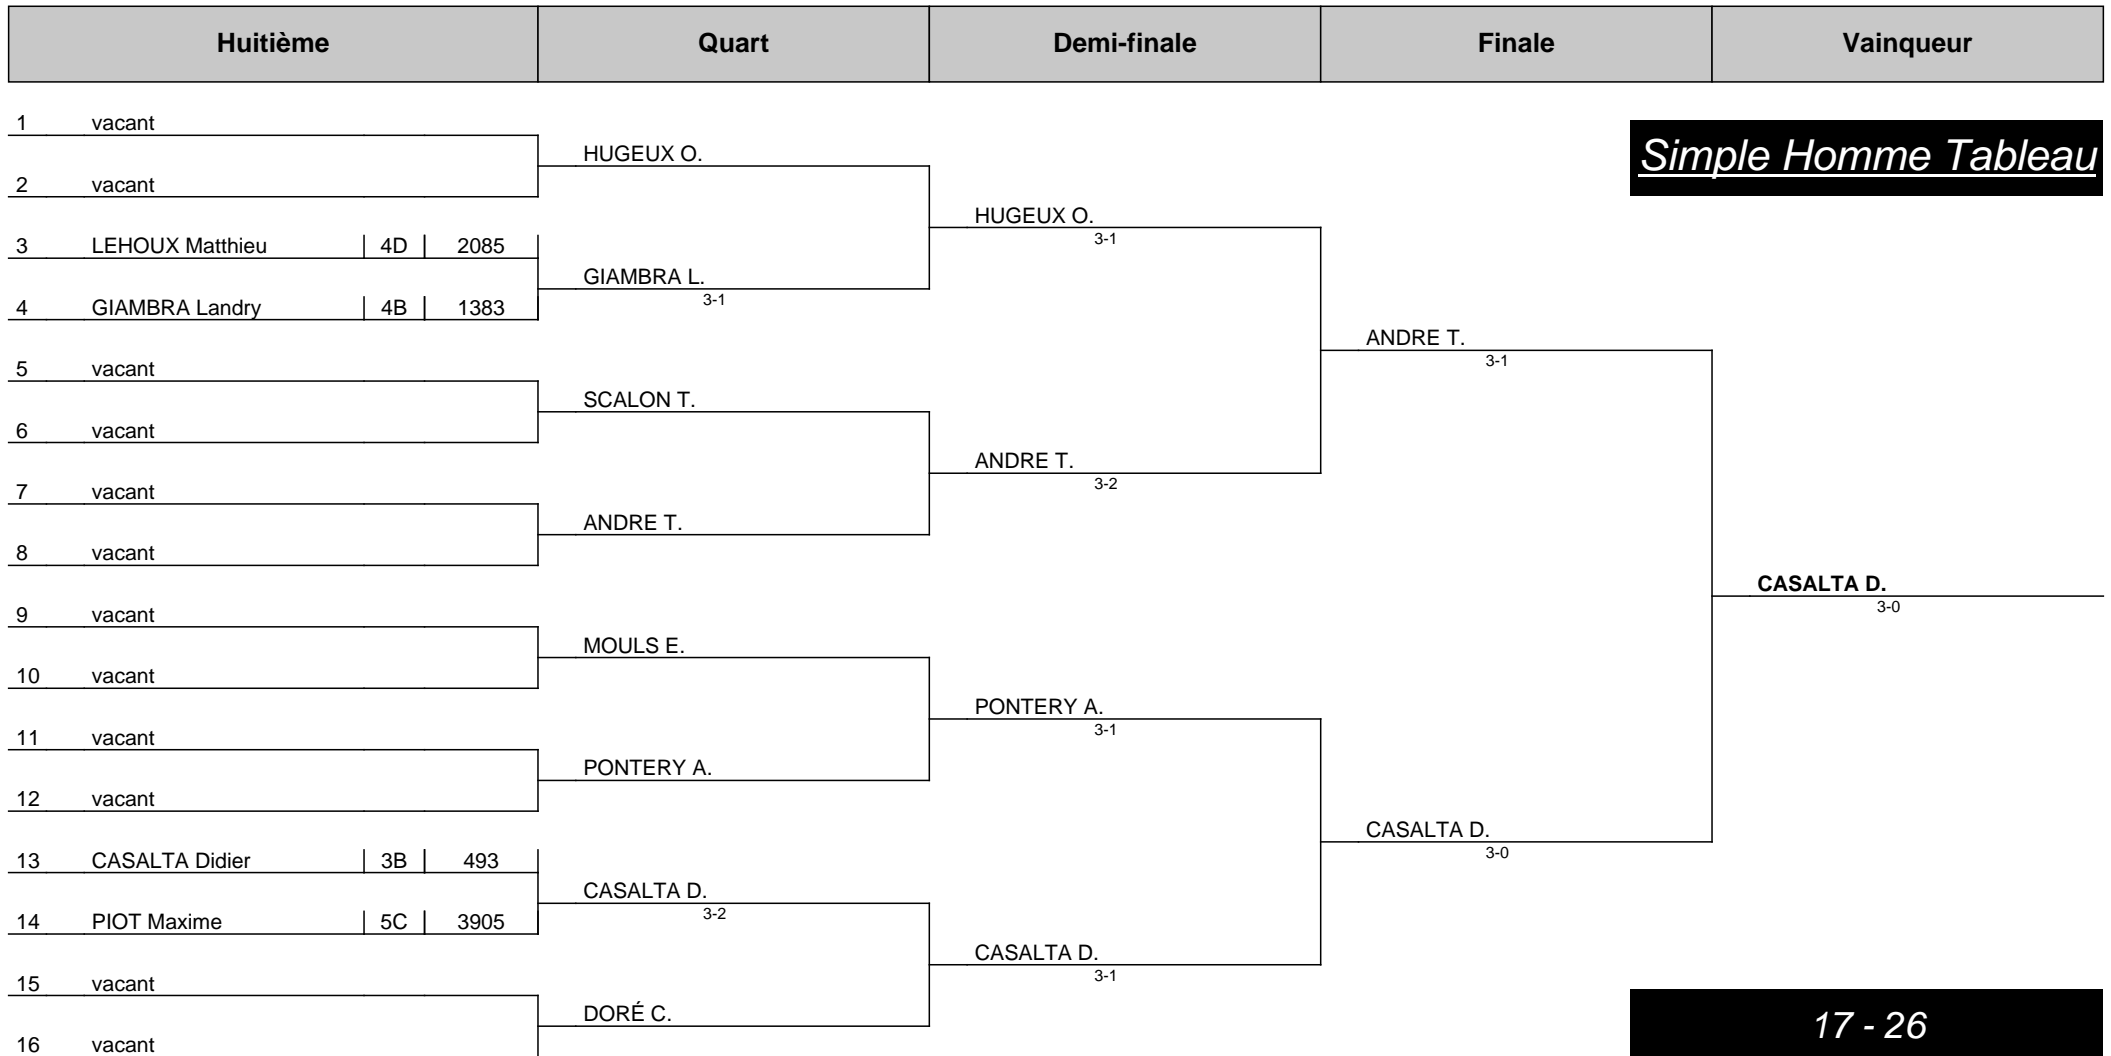 Huitième Quart Demi-finale Finale Vainqueur
1 vacant
Simple Homme Tableau
HUGEUX O.
2 vacant
HUGEUX O.
3-1
3 LEHOUX Matthieu 4D 2085
GIAMBRA L.
3-1
4 GIAMBRA Landry 4B 1383
ANDRE T.
3-1
5 vacant
SCALON T.
6 vacant
ANDRE T.
3-2
7 vacant
ANDRE T.
8 vacant
CASALTA D.
3-0
9 vacant
MOULS E.
10 vacant
PONTERY A.
3-1
11 vacant
PONTERY A.
12 vacant
CASALTA D.
3-0
13 CASALTA Didier 3B 493
CASALTA D.
3-2
14 PIOT Maxime 5C 3905
CASALTA D.
3-1
15 vacant
DORÉ C.
17 - 26
16 vacant